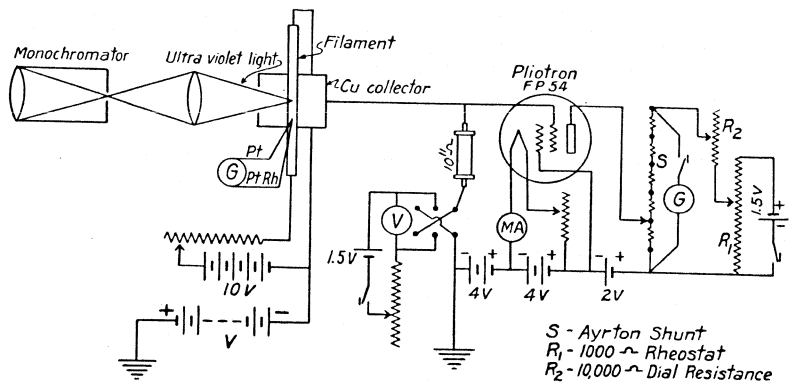 Monochromator
Ultra violet light
Filament
Cu collector
Pliotron
FP 54
Pt
G
Pt Rh
10" ~
S
R2
G
R1
1.5V
+
-
V
MA
1.5V
- +
4V
- +
4V
- +
2V
10V
+ -
V
S - Ayrton Shunt
R1 - 1000 ~ Rheostat
R2 - 10,000 ~ Dial Resistance